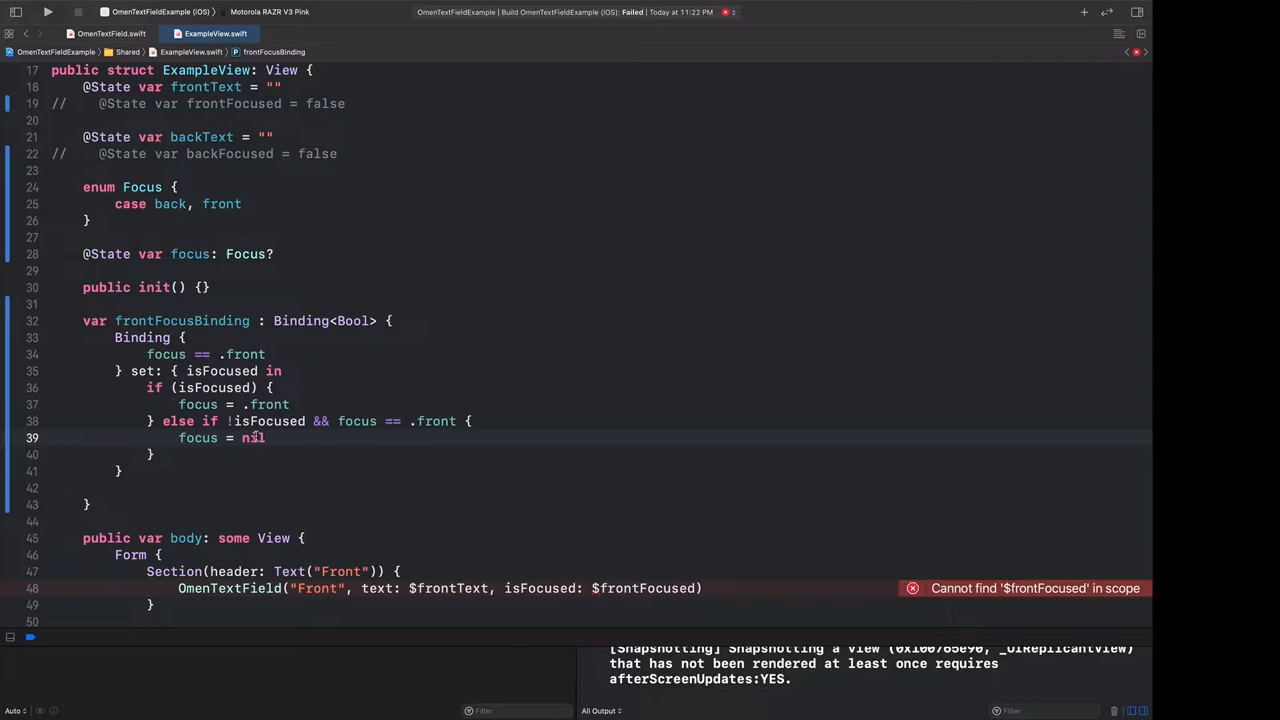 OmenTextFieldExample (iOS) Motorola RAZR V3 Pink OmenTextFieldExample | Build OmenTextFieldExample (iOS): Failed | Today at 11:22 PM 2
OmenTextField.swift ExampleView.swift
OmenTextFieldExample Shared ExampleView.swift P frontFocusBinding
17 public struct ExampleView: View {
18 @State var frontText = ""
19 // @State var frontFocused = false
20
21 @State var backText = ""
22 // @State var backFocused = false
23
24 enum Focus {
25 case back, front
26 }
27
28 @State var focus: Focus?
29
30 public init() {}
31
32 var frontFocusBinding : Binding<Bool> {
33 Binding {
34 focus == .front
35 } set: { isFocused in
36 if (isFocused) {
37 focus = .front
38 } else if !isFocused && focus == .front {
39 focus = nil
40 }
41 }
42
43 }
44
45 public var body: some View {
46 Form {
47 Section(header: Text("Front")) {
48 OmenTextField("Front", text: $frontText, isFocused: $frontFocused) Cannot find '$frontFocused' in scope
49 }
50
[Snapshotting] Snapshotting a view (0x100765e90, _UIReplicantView)
that has not been rendered at least once requires
afterScreenUpdates:YES.
Auto Filter All Output Filter